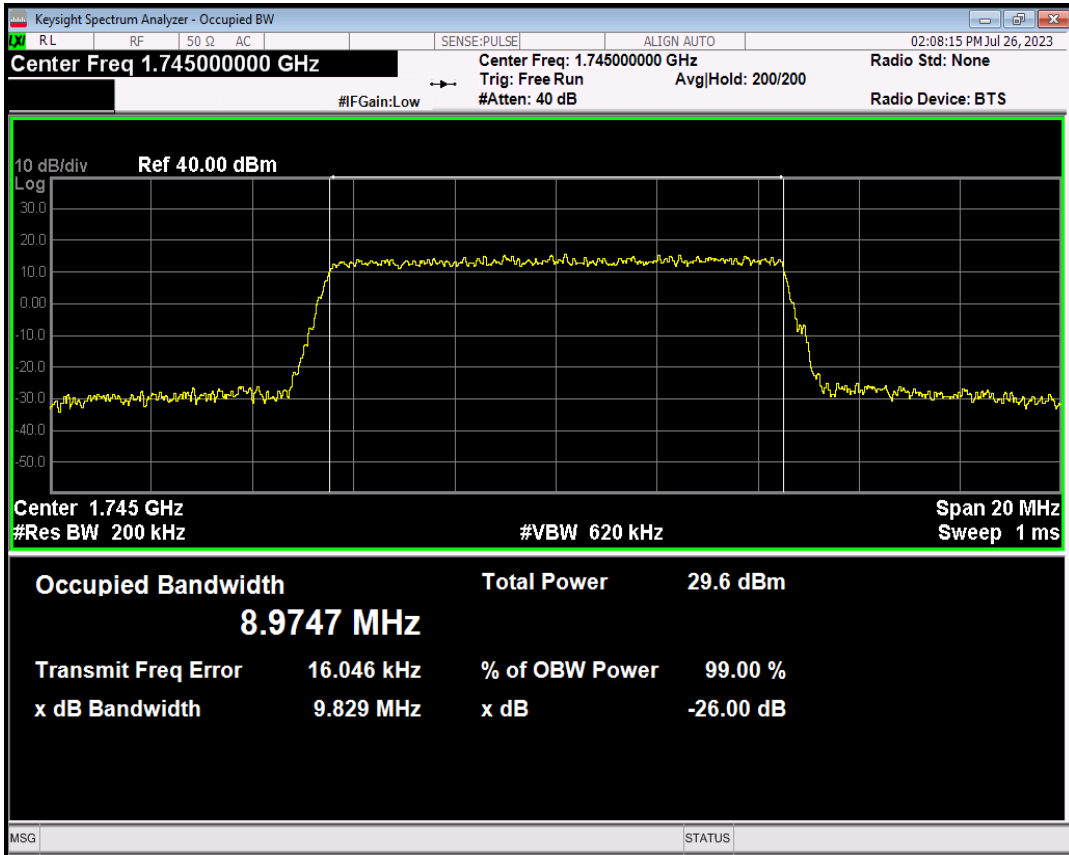 Keysight Spectrum Analyzer - Occupied BW
LXI RL RF 50 Ω AC SENSE:PULSE ALIGN AUTO 02:08:15 PM Jul 26, 2023
Center Freq 1.745000000 GHz
Center Freq: 1.745000000 GHz Radio Std: None
Trig: Free Run Avg|Hold: 200/200
#IFGain:Low #Atten: 40 dB Radio Device: BTS
10 dB/div Ref 40.00 dBm
Log
30.0
20.0
10.0
0.00
-10.0
-20.0
-30.0
-40.0
-50.0
Center 1.745 GHz Span 20 MHz
#Res BW 200 kHz #VBW 620 kHz Sweep 1 ms
Occupied Bandwidth Total Power 29.6 dBm
8.9747 MHz
Transmit Freq Error 16.046 kHz % of OBW Power 99.00 %
x dB Bandwidth 9.829 MHz x dB -26.00 dB
MSG STATUS